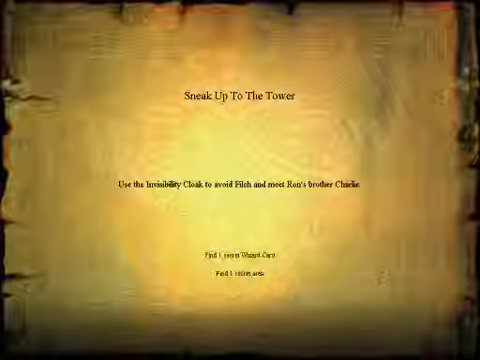 Sneak Up To The Tower
Use the Invisibility Cloak to avoid Filch and meet Ron's brother Charlie.
Find 1 secret Wizard Card
Find 1 secret area